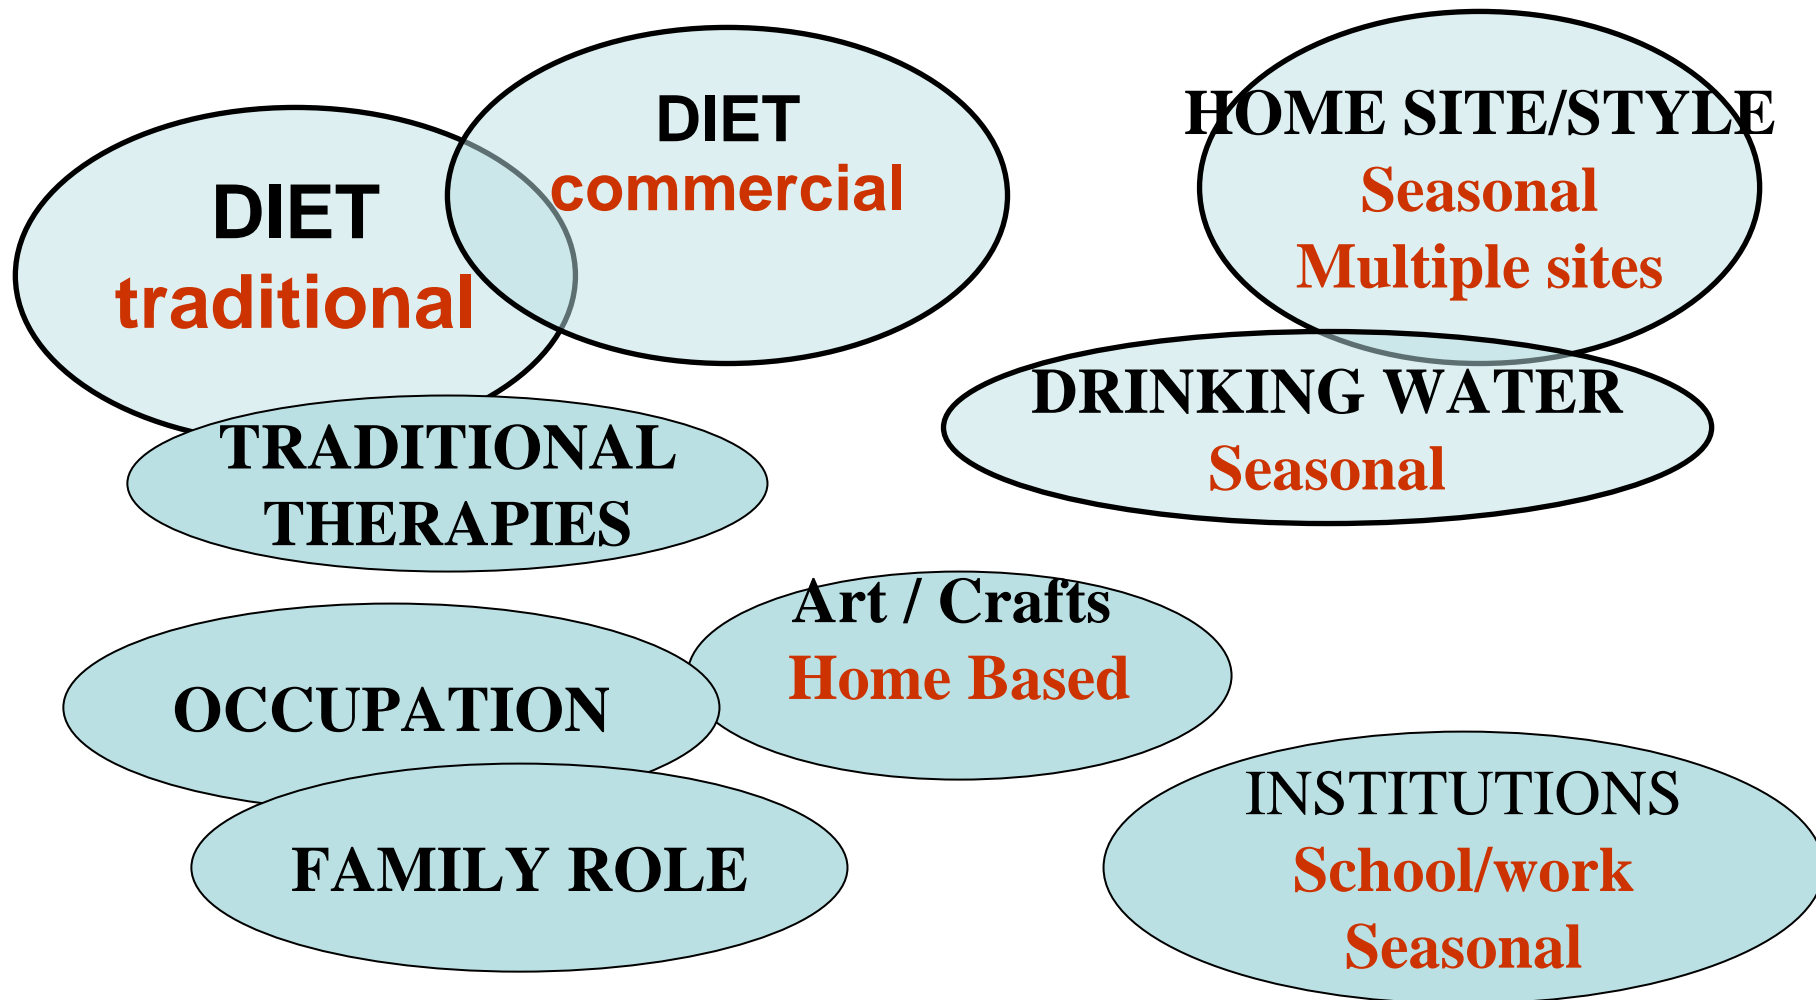 DIET
traditional
DIET
commercial
HOME SITE/STYLE
Seasonal
Multiple sites
DRINKING WATER
Seasonal
TRADITIONAL
THERAPIES
Art / Crafts
Home Based
OCCUPATION
FAMILY ROLE
INSTITUTIONS
School/work
Seasonal